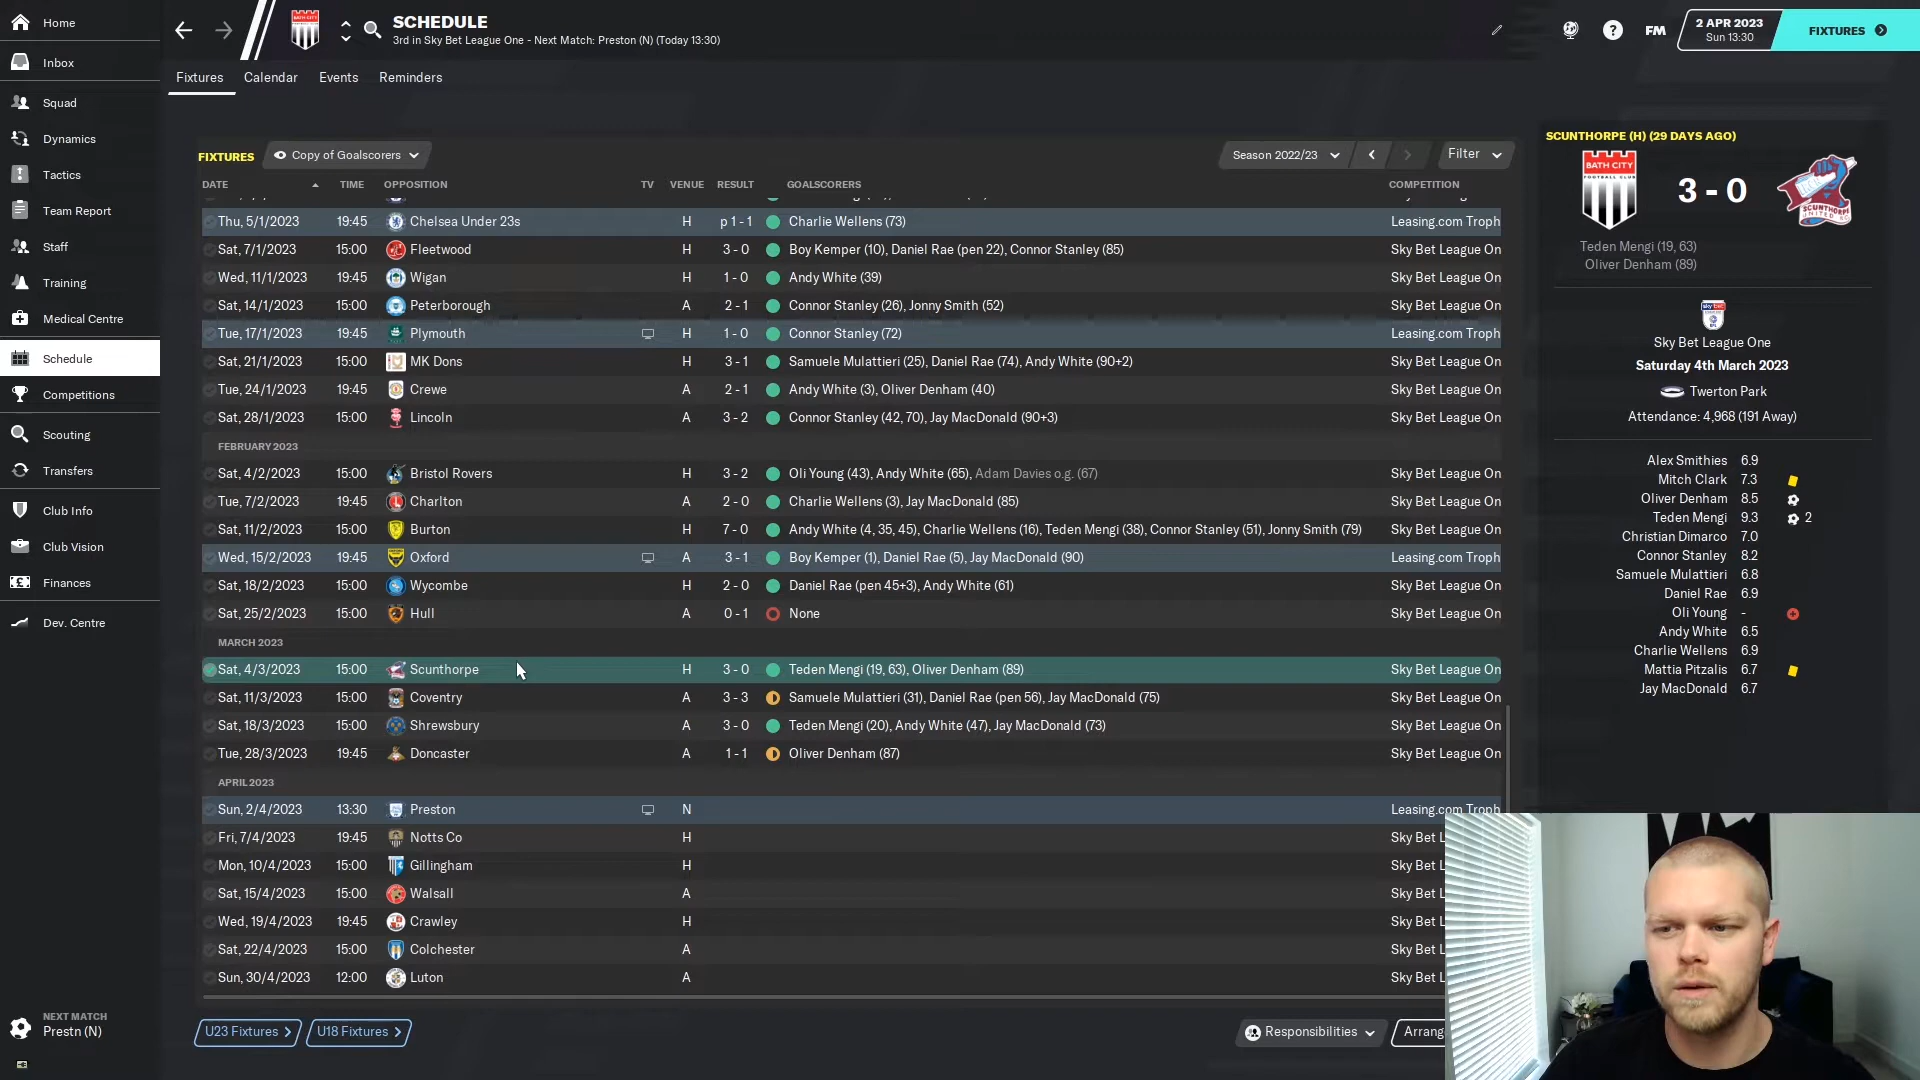 Home
SCHEDULE
3rd in Sky Bet League One - Next Match: Preston (N) (Today 13:30)
FM
2 APR 2023
Sun 13:30
FIXTURES
Inbox
Fixtures
Calendar
Events
Reminders
Squad
Dynamics
Tactics
Team Report
Staff
Training
Medical Centre
Schedule
Competitions
Scouting
Transfers
Club Info
Club Vision
Finances
Dev. Centre
NEXT MATCH
Prestn (N)
FIXTURES
Copy of Goalscorers
Season 2022/23
Filter
DATE TIME OPPOSITION TV VENUE RESULT GOALSCORERS COMPETITION
Thu, 5/1/2023 19:45 Chelsea Under 23s H p 1 - 1 Charlie Wellens (73) Leasing.com Troph
Sat, 7/1/2023 15:00 Fleetwood H 3 - 0 Boy Kemper (10), Daniel Rae (pen 22), Connor Stanley (85) Sky Bet League On
Wed, 11/1/2023 19:45 Wigan H 1 - 0 Andy White (39) Sky Bet League On
Sat, 14/1/2023 15:00 Peterborough A 2 - 1 Connor Stanley (26), Jonny Smith (52) Sky Bet League On
Tue, 17/1/2023 19:45 Plymouth H 1 - 0 Connor Stanley (72) Leasing.com Troph
Sat, 21/1/2023 15:00 MK Dons H 3 - 1 Samuele Mulattieri (25), Daniel Rae (74), Andy White (90+2) Sky Bet League On
Tue, 24/1/2023 19:45 Crewe A 2 - 1 Andy White (3), Oliver Denham (40) Sky Bet League On
Sat, 28/1/2023 15:00 Lincoln A 3 - 2 Connor Stanley (42, 70), Jay MacDonald (90+3) Sky Bet League On
FEBRUARY 2023
Sat, 4/2/2023 15:00 Bristol Rovers H 3 - 2 Oli Young (43), Andy White (65), Adam Davies o.g. (67) Sky Bet League On
Tue, 7/2/2023 19:45 Charlton A 2 - 0 Charlie Wellens (3), Jay MacDonald (85) Sky Bet League On
Sat, 11/2/2023 15:00 Burton H 7 - 0 Andy White (4, 35, 45), Charlie Wellens (16), Teden Mengi (38), Connor Stanley (51), Jonny Smith (79) Sky Bet League On
Wed, 15/2/2023 19:45 Oxford A 3 - 1 Boy Kemper (1), Daniel Rae (5), Jay MacDonald (90) Leasing.com Troph
Sat, 18/2/2023 15:00 Wycombe H 2 - 0 Daniel Rae (pen 45+3), Andy White (61) Sky Bet League On
Sat, 25/2/2023 15:00 Hull A 0 - 1 None Sky Bet League On
MARCH 2023
Sat, 4/3/2023 15:00 Scunthorpe H 3 - 0 Teden Mengi (19, 63), Oliver Denham (89) Sky Bet League On
Sat, 11/3/2023 15:00 Coventry A 3 - 3 Samuele Mulattieri (31), Daniel Rae (pen 56), Jay MacDonald (75) Sky Bet League On
Sat, 18/3/2023 15:00 Shrewsbury A 3 - 0 Teden Mengi (20), Andy White (47), Jay MacDonald (73) Sky Bet League On
Tue, 28/3/2023 19:45 Doncaster A 1 - 1 Oliver Denham (87) Sky Bet League On
APRIL 2023
Sun, 2/4/2023 13:30 Preston N Leasing.com Troph
Fri, 7/4/2023 19:45 Notts Co H Sky Bet L
Mon, 10/4/2023 15:00 Gillingham H Sky Bet L
Sat, 15/4/2023 15:00 Walsall A Sky Bet L
Wed, 19/4/2023 19:45 Crawley H Sky Bet L
Sat, 22/4/2023 15:00 Colchester A Sky Bet L
Sun, 30/4/2023 12:00 Luton A Sky Bet L
U23 Fixtures
U18 Fixtures
Responsibilities
Arrang
SCUNTHORPE (H) (29 DAYS AGO)
BATH CITY
FOOTBALL CLUB
3 - 0
SCUNTHORPE
Teden Mengi (19, 63)
Oliver Denham (89)
Sky Bet League One
Saturday 4th March 2023
Twerton Park
Attendance: 4,968 (191 Away)
Alex Smithies 6.9
Mitch Clark 7.3
Oliver Denham 8.5
Teden Mengi 9.3 2
Christian Dimarco 7.0
Connor Stanley 8.2
Samuele Mulattieri 6.8
Daniel Rae 6.9
Oli Young -
Andy White 6.5
Charlie Wellens 6.9
Mattia Pitzalis 6.7
Jay MacDonald 6.7